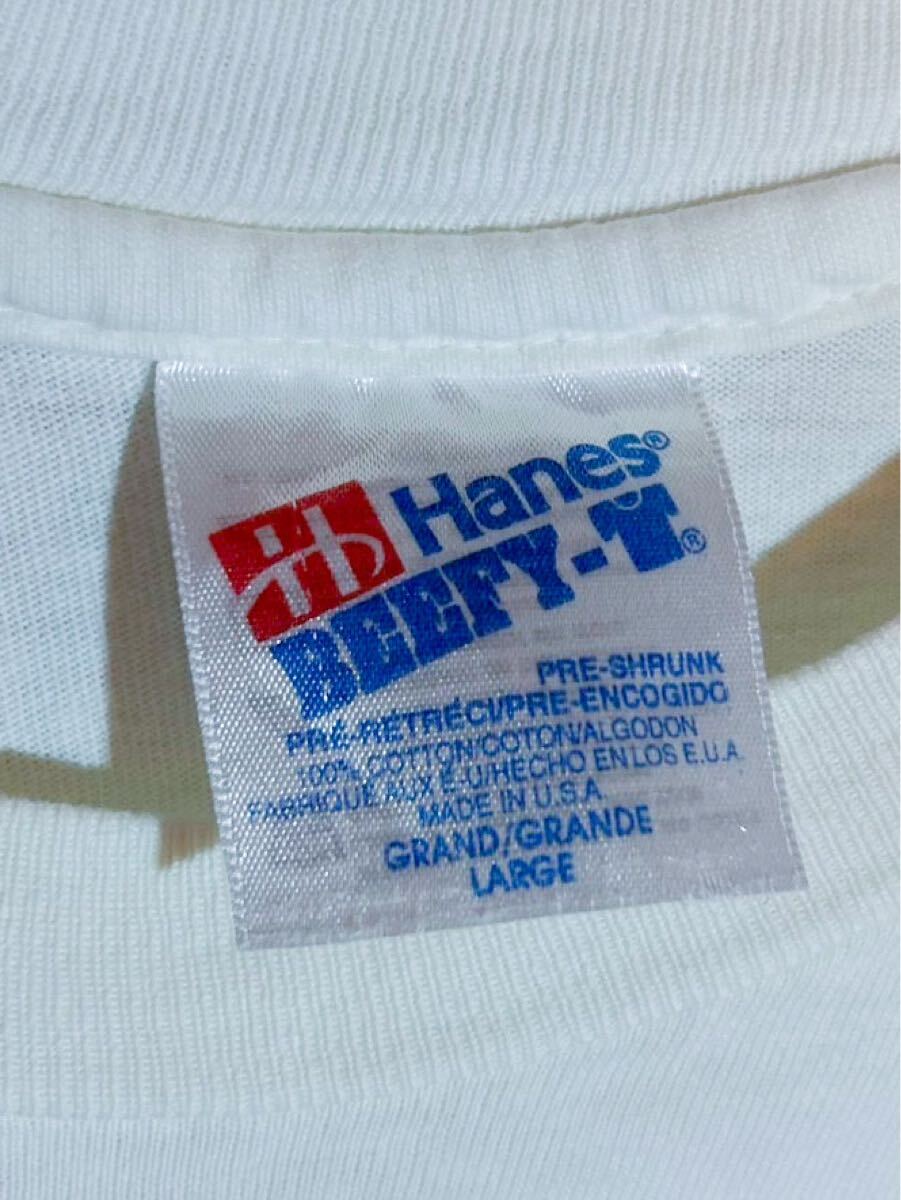 Hanes®
BEEFY-T®
PRE-SHRUNK
PRÉ-RÉTRÉCI/PRE-ENCOGIDO
100% COTTON/COTON/ALGODON
FABRIQUÉ AUX É-U/HECHO EN LOS E.U.A.
MADE IN U.S.A.
GRAND/GRANDE
LARGE